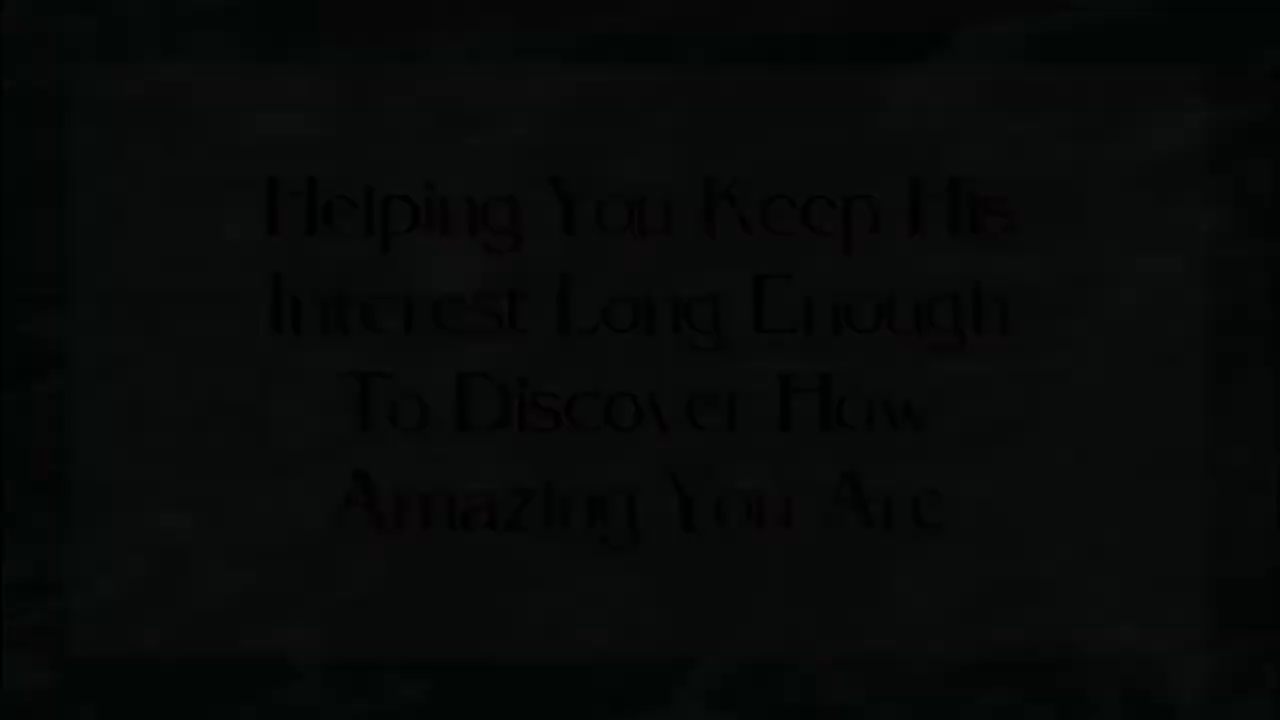 Helping You Keep His
Interest Long Enough
To Discover How
Amazing You Are